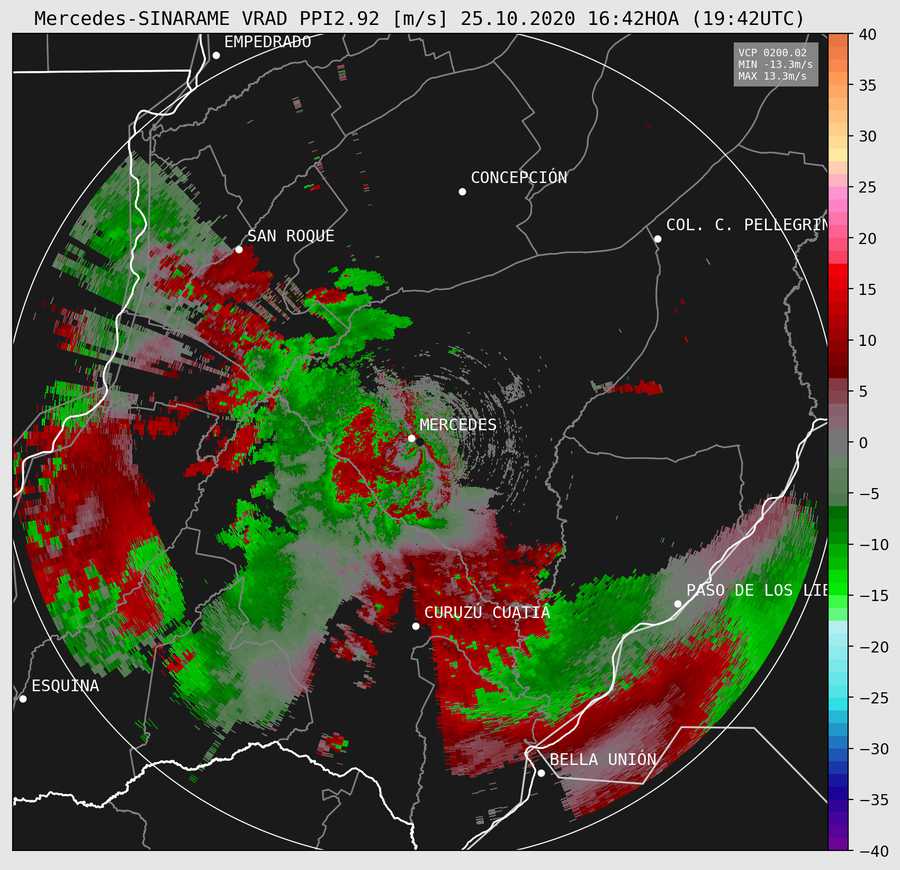 Mercedes-SINARAME VRAD PPI2.92 [m/s] 25.10.2020 16:42HOA (19:42UTC)
EMPEDRADO
VCP 0200.02
MIN -13.3m/s
MAX 13.3m/s
CONCEPCIÓN
SAN ROQUE
COL. C. PELLEGRIN
MERCEDES
PASO DE LOS LIE
CURUZÚ CUATIÁ
ESQUINA
BELLA UNIÓN
40
35
30
25
20
15
10
5
0
−5
−10
−15
−20
−25
−30
−35
−40